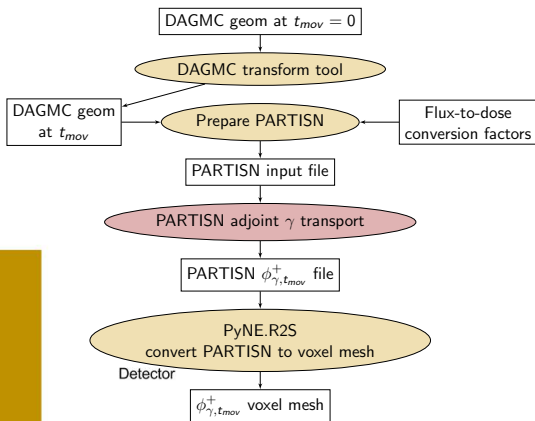 DAGMC geom at t_mov = 0
DAGMC transform tool
DAGMC geom
at t_mov
Prepare PARTISN
Flux-to-dose
conversion factors
PARTISN input file
PARTISN adjoint γ transport
PARTISN ϕ⁺_γ,t_mov file
PyNE.R2S
convert PARTISN to voxel mesh
Detector
ϕ⁺_γ,t_mov voxel mesh